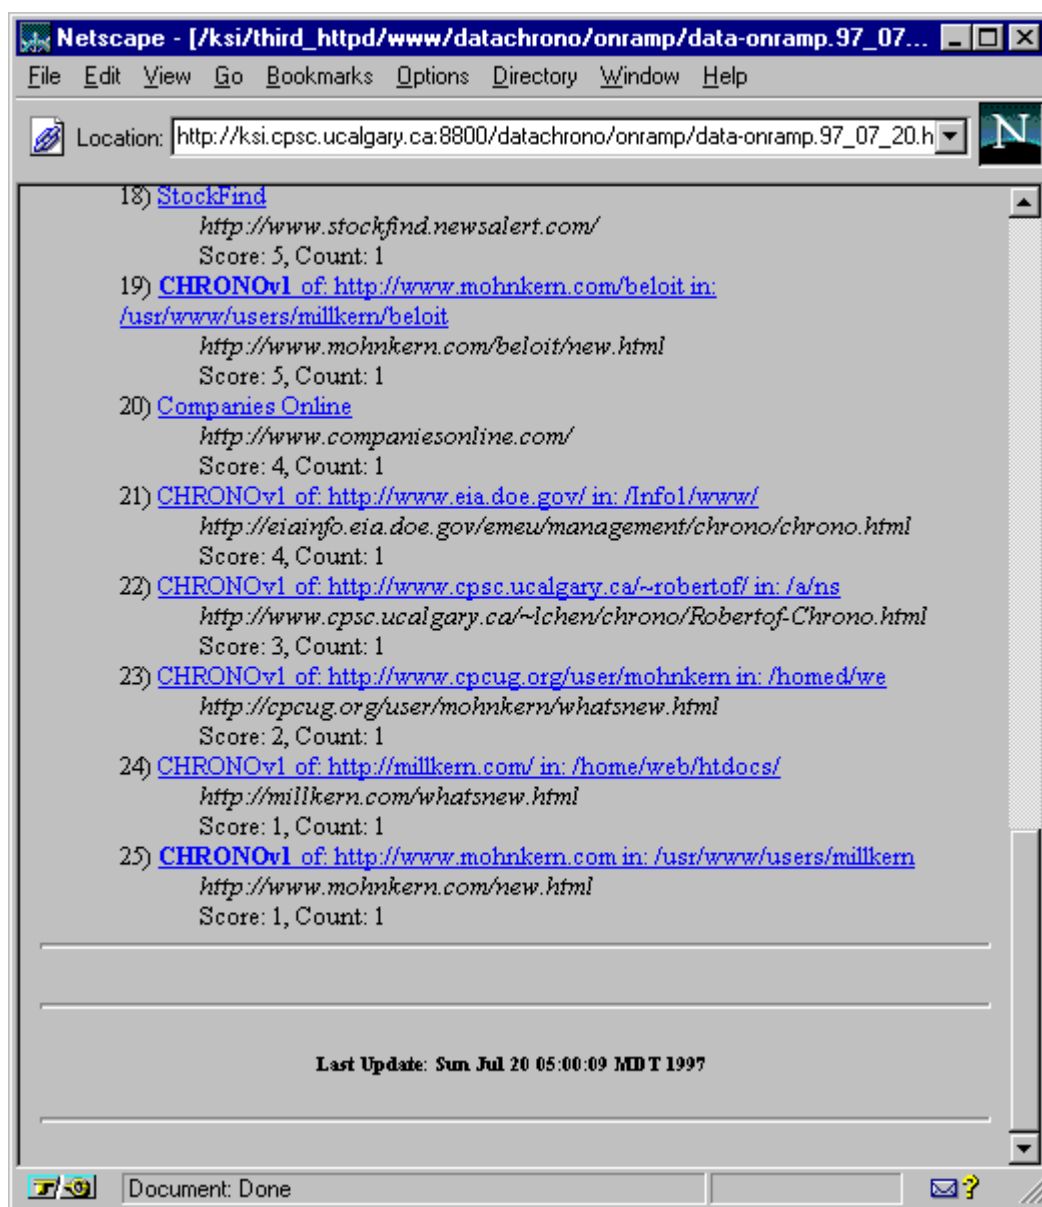 Netscape - [/ksi/third_httpd/www/datachrono/onramp/data-onramp.97_07...
File Edit View Go Bookmarks Options Directory Window Help
Location: http://ksi.cpsc.ucalgary.ca:8800/datachrono/onramp/data-onramp.97_07_20.h
N
18) StockFind
http://www.stockfind.newsalert.com/
Score: 5, Count: 1
19) CHRONOv1 of: http://www.mohnkern.com/beloit in:
/usr/www/users/millkern/beloit
http://www.mohnkern.com/beloit/new.html
Score: 5, Count: 1
20) Companies Online
http://www.companiesonline.com/
Score: 4, Count: 1
21) CHRONOv1 of: http://www.eia.doe.gov/ in: /Info1/www/
http://eiainfo.eia.doe.gov/emeu/management/chrono/chrono.html
Score: 4, Count: 1
22) CHRONOv1 of: http://www.cpsc.ucalgary.ca/~robertof/ in: /a/ns
http://www.cpsc.ucalgary.ca/~lchen/chrono/Robertof-Chrono.html
Score: 3, Count: 1
23) CHRONOv1 of: http://www.cpcug.org/user/mohnkern in: /homed/we
http://cpcug.org/user/mohnkern/whatsnew.html
Score: 2, Count: 1
24) CHRONOv1 of: http://millkern.com/ in: /home/web/htdocs/
http://millkern.com/whatsnew.html
Score: 1, Count: 1
25) CHRONOv1 of: http://www.mohnkern.com in: /usr/www/users/millkern
http://www.mohnkern.com/new.html
Score: 1, Count: 1
Last Update: Sun Jul 20 05:00:09 MDT 1997
Document: Done
?